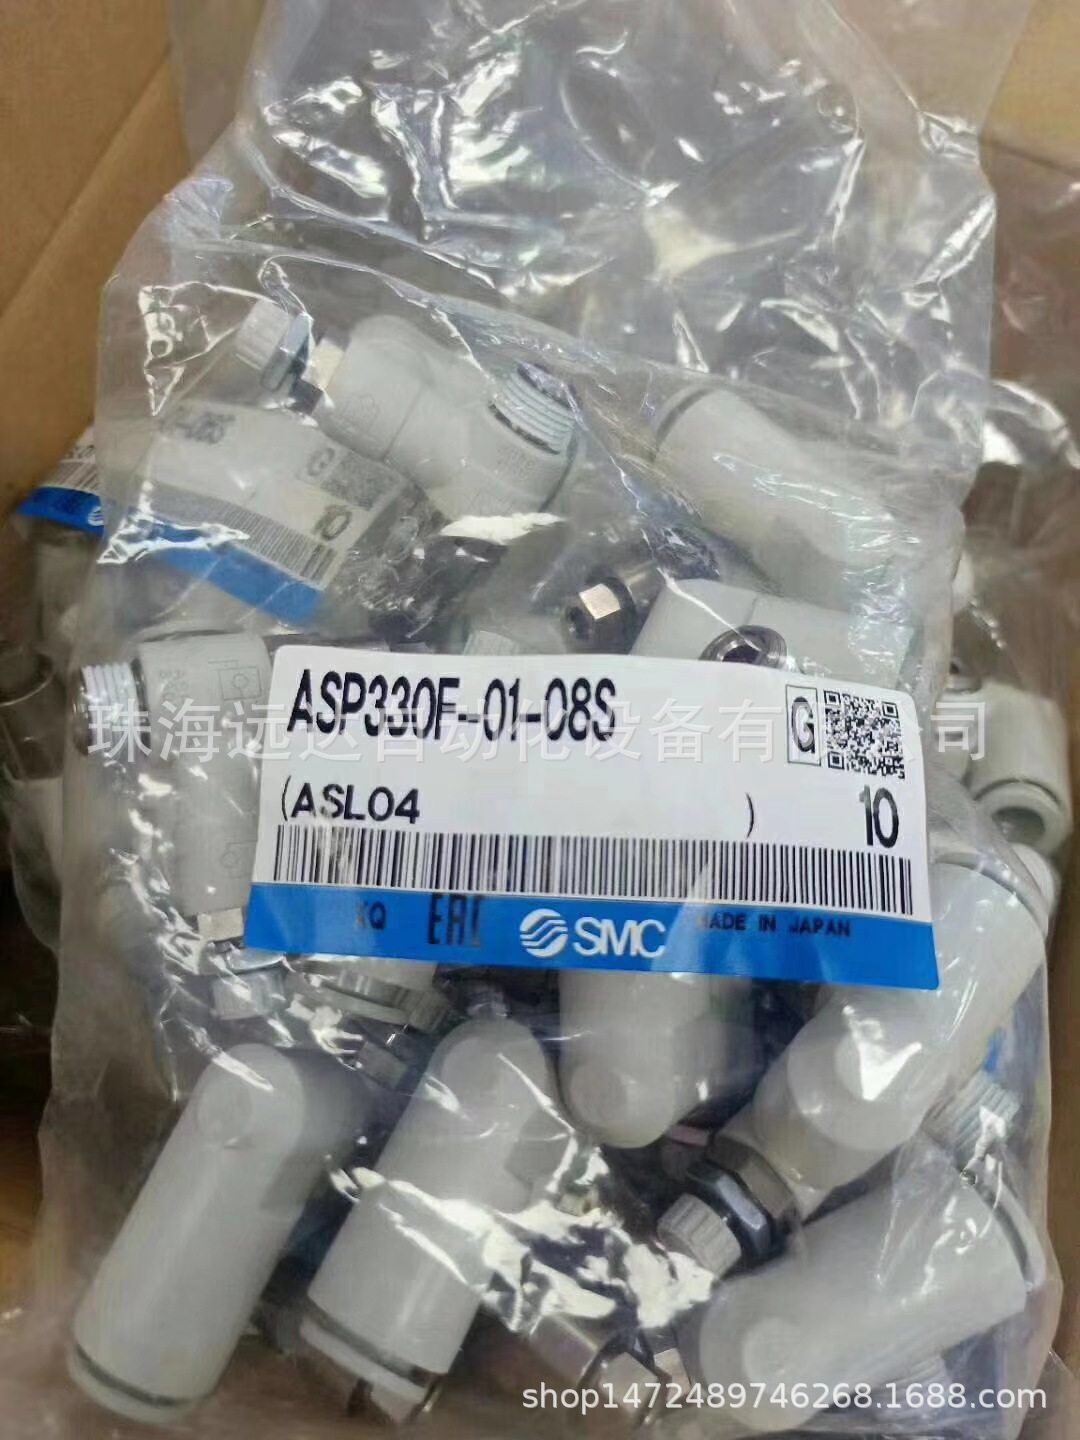 10
ASP330F-01-08S
G
珠海远达自动化设备有限公司
(ASL04 )
10
XQ EAC SMC MADE IN JAPAN
shop1472489746268.1688.com